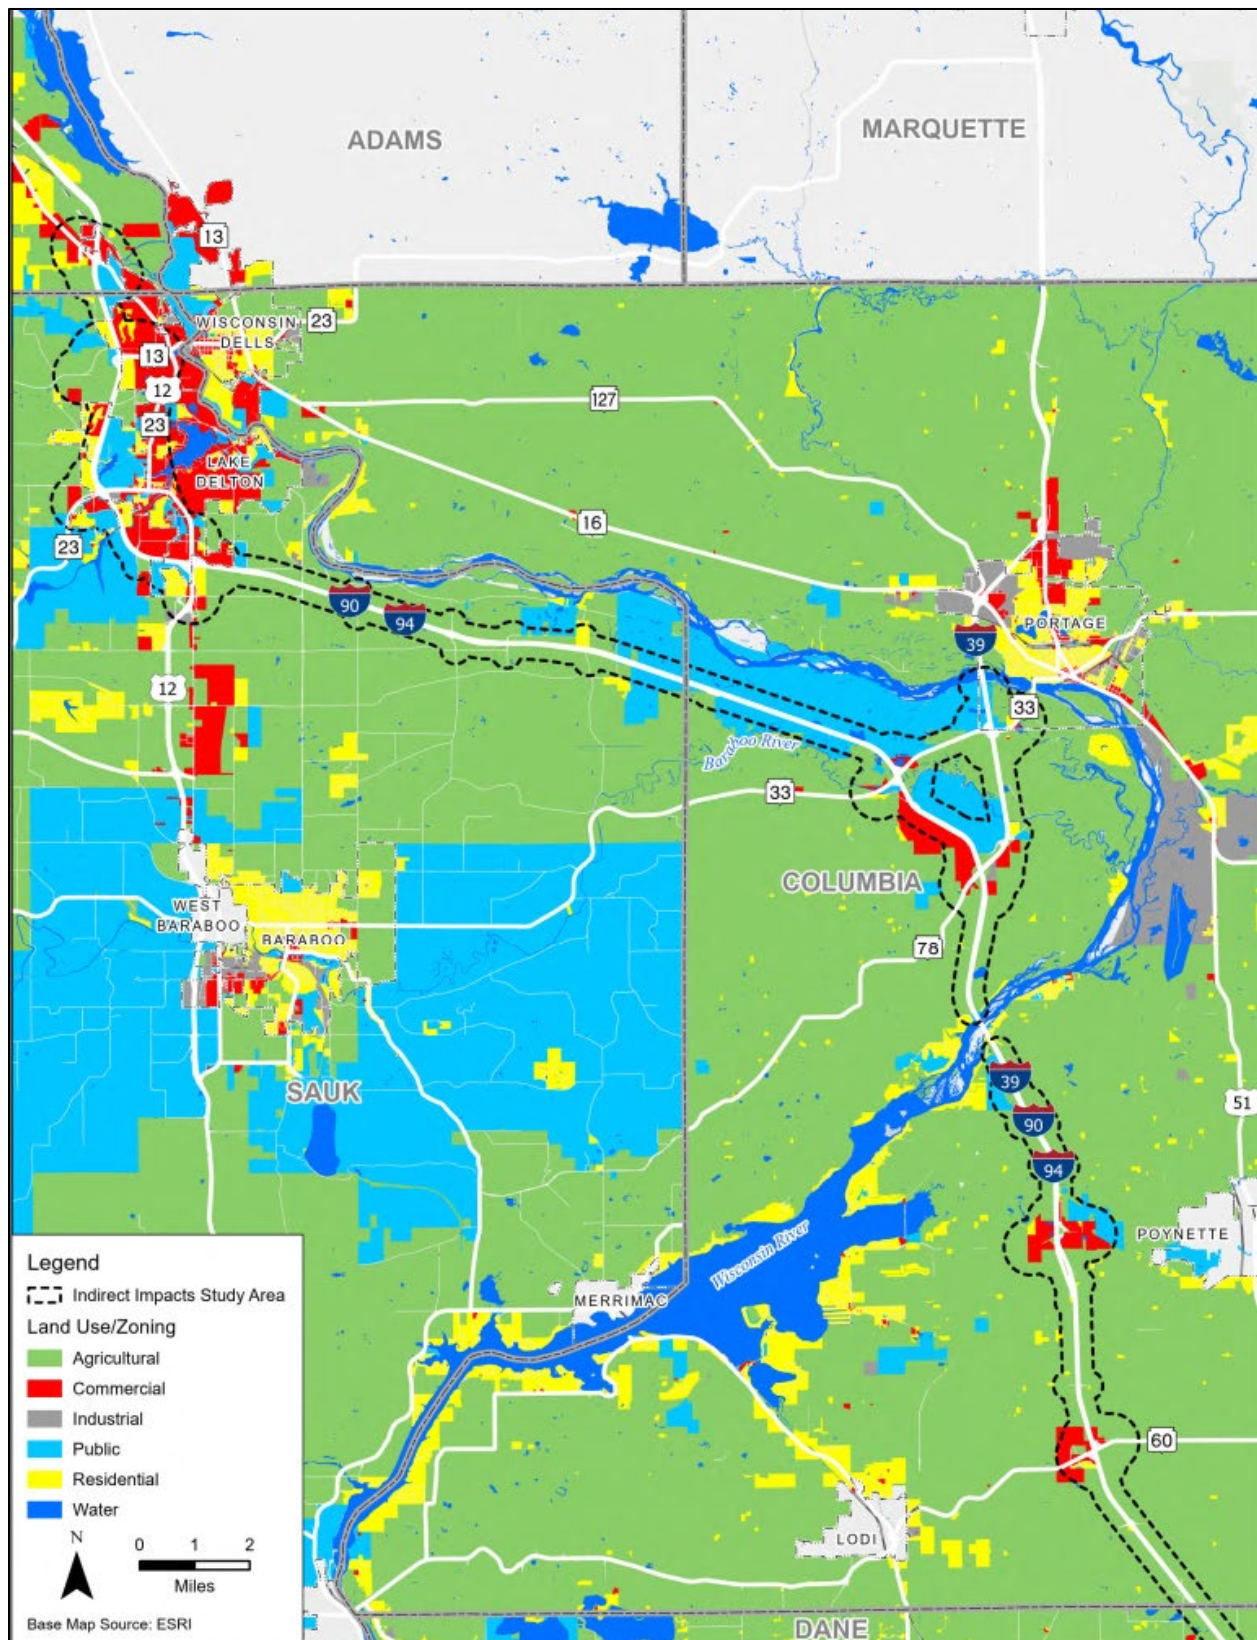 ADAMS
MARQUETTE
13
WISCONSIN
DELLS
23
13
12
127
23
LAKE
DELTON
16
23
90
94
PORTAGE
39
12
33
Baraboo River
33
COLUMBIA
WEST
BARABOO
BARABOO
78
SAUK
39
51
90
94
POYNETTE
Wisconsin River
MERRIMAC
60
LODI
DANE
Legend
Indirect Impacts Study Area
Land Use/Zoning
Agricultural
Commercial
Industrial
Public
Residential
Water
N
0 1 2
Miles
Base Map Source: ESRI